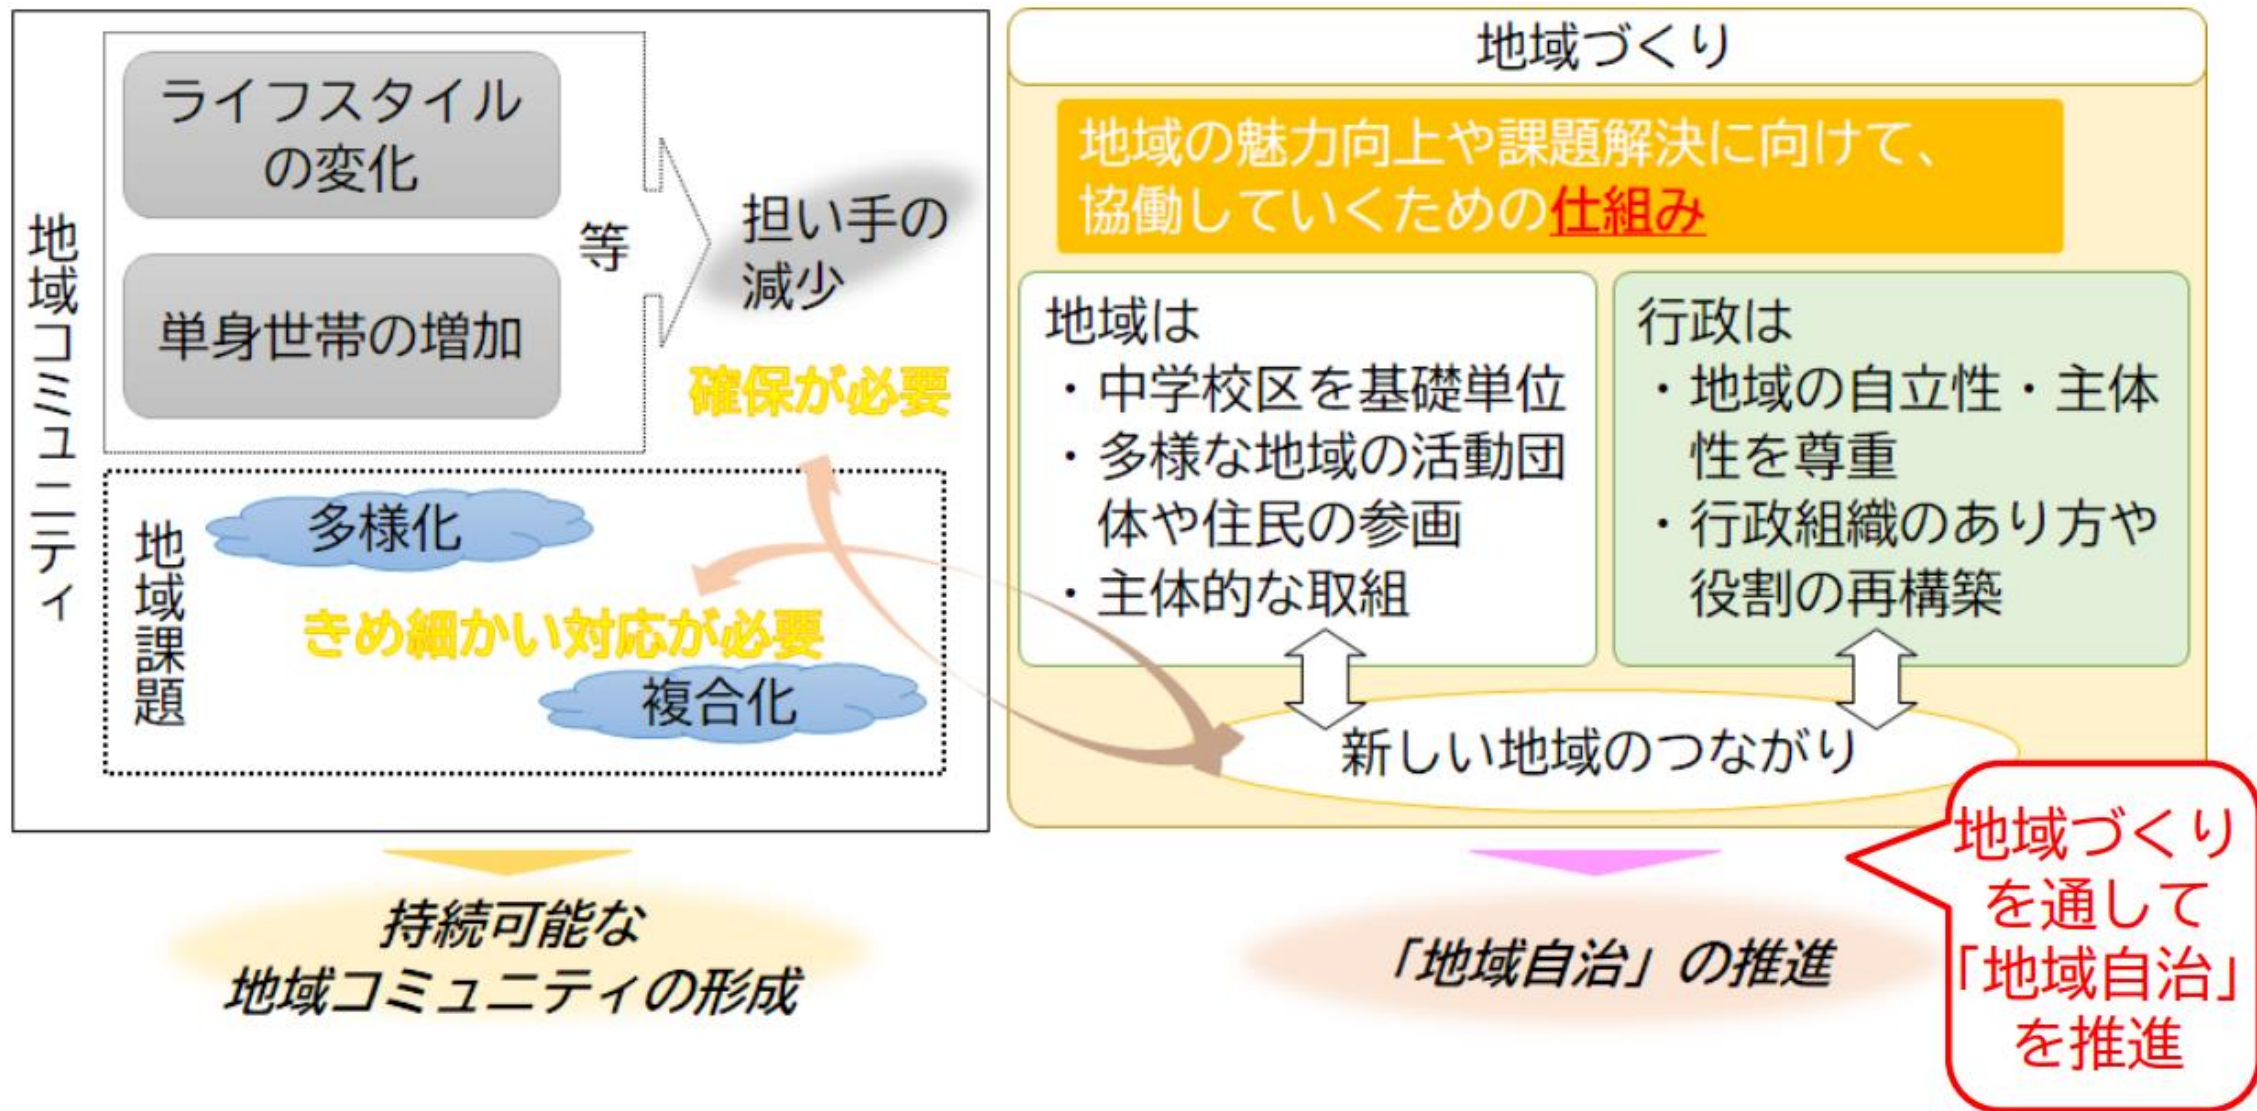 地域コミュニティ
ライフスタイル
の変化
単身世帯の増加
等
担い手の
減少
確保が必要
地域課題
多様化
きめ細かい対応が必要
複合化
持続可能な
地域コミュニティの形成
地域づくり
地域の魅力向上や課題解決に向けて、
協働していくための仕組み
地域は
・中学校区を基礎単位
・多様な地域の活動団
体や住民の参画
・主体的な取組
行政は
・地域の自立性・主体
性を尊重
・行政組織のあり方や
役割の再構築
新しい地域のつながり
「地域自治」の推進
地域づくり
を通して
「地域自治」
を推進